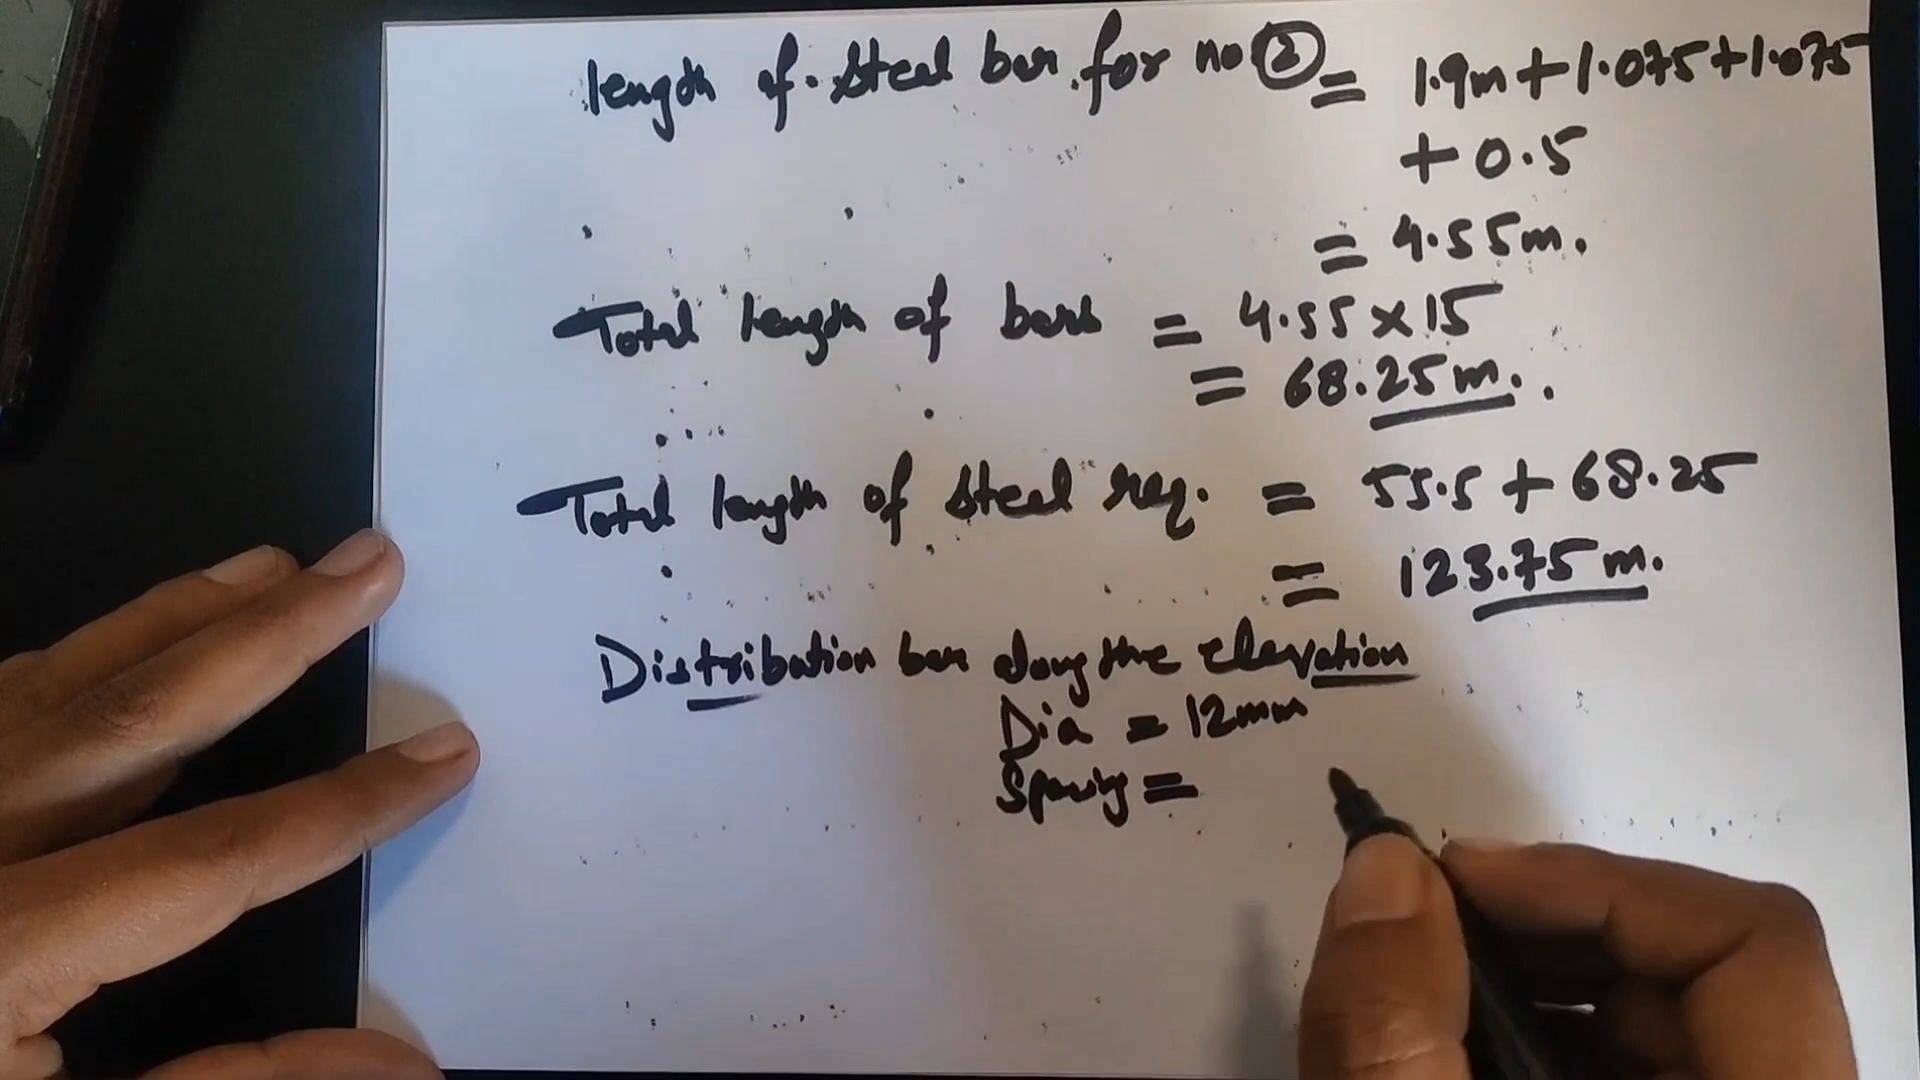 length of steel bar for no ② = 1.9m + 1.075 + 1.075
+ 0.5
= 4.55m.
Total length of bars = 4.55 × 15
= 68.25m.
Total length of steel req. = 55.5 + 68.25
= 123.75m.
Distribution bar along the elevation
Dia = 12mm
Spacing =